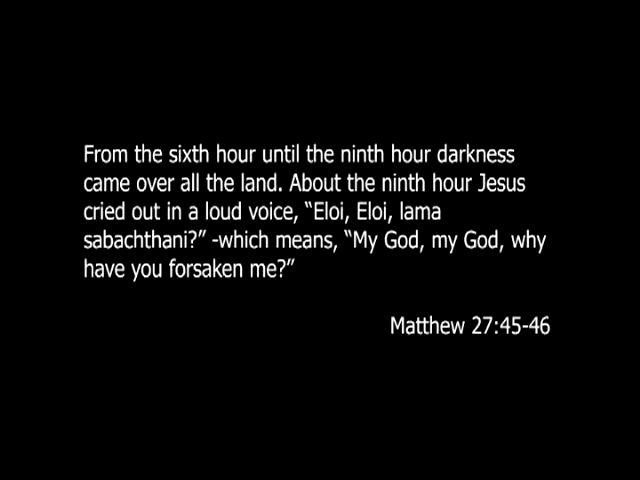 From the sixth hour until the ninth hour darkness
came over all the land. About the ninth hour Jesus
cried out in a loud voice, “Eloi, Eloi, lama
sabachthani?” -which means, “My God, my God, why
have you forsaken me?”
Matthew 27:45-46